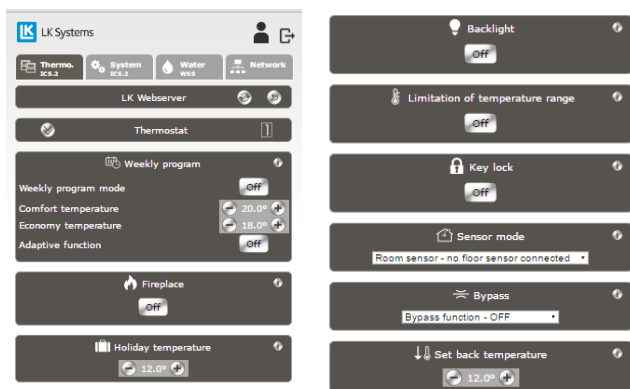 LK LK Systems
Thermo. ICS.2
System ICS.2
Water WSS
Network
LK Webserver
Thermostat 1
Weekly program
Weekly program mode Off
Comfort temperature 20.0°
Economy temperature 18.0°
Adaptive function Off
Fireplace
Off
Holiday temperature
12.0°
Backlight
Off
Limitation of temperature range
Off
Key lock
Off
Sensor mode
Room sensor - no floor sensor connected
Bypass
Bypass function - OFF
Set back temperature
12.0°